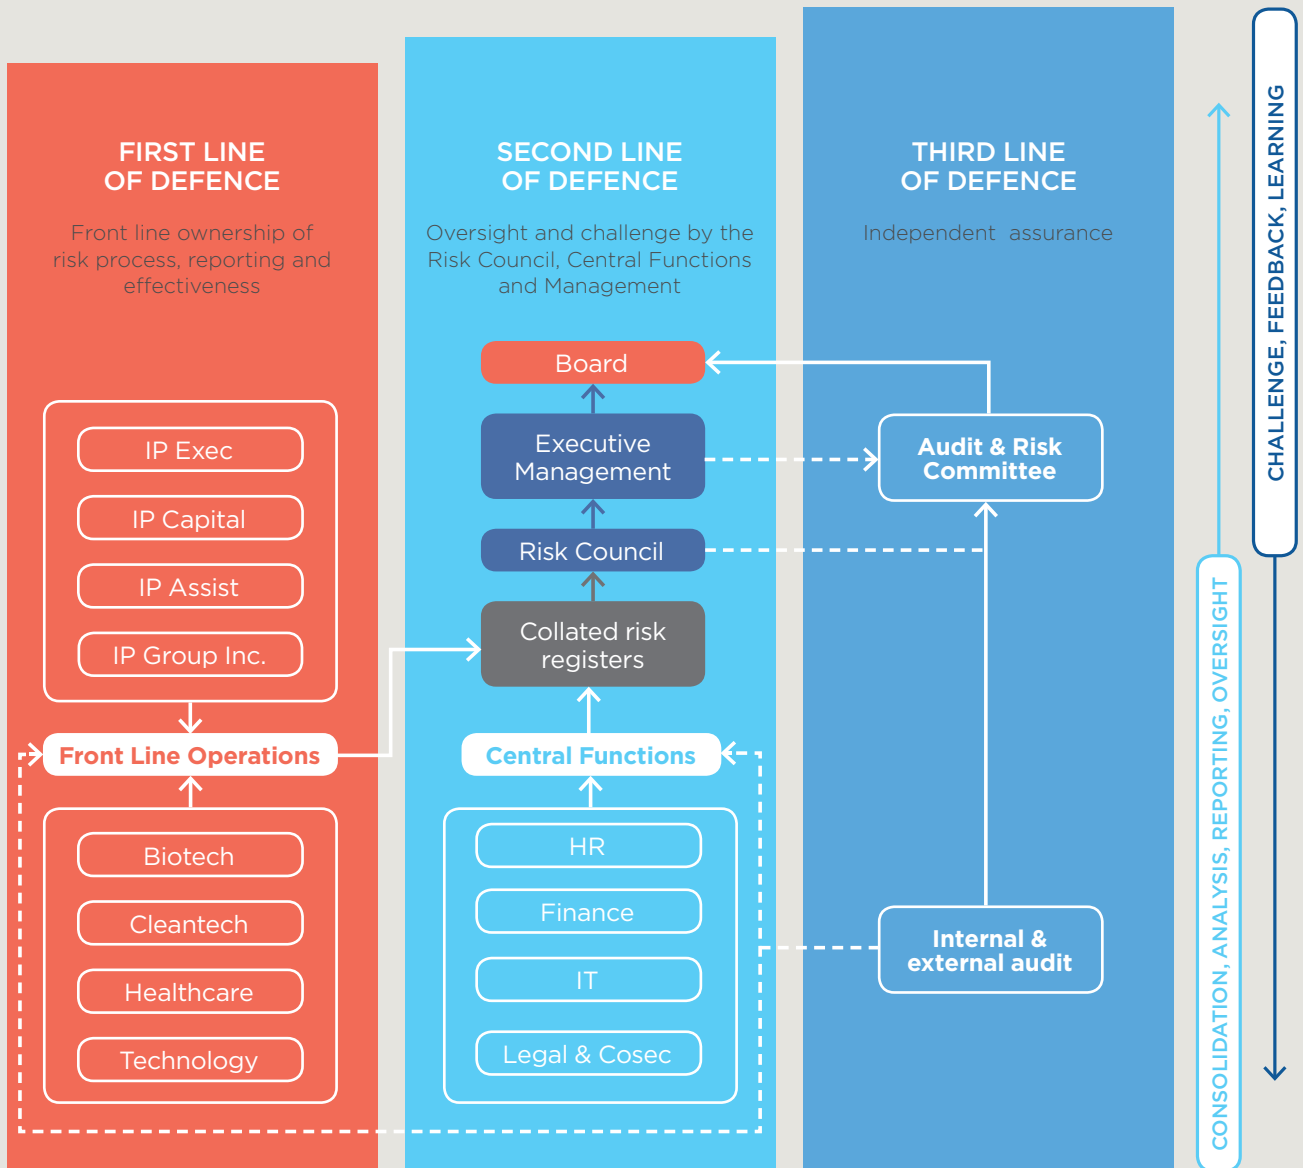 FIRST LINE
OF DEFENCE
Front line ownership of
risk process, reporting and
effectiveness
IP Exec
IP Capital
IP Assist
IP Group Inc.
Front Line Operations
Biotech
Cleantech
Healthcare
Technology
SECOND LINE
OF DEFENCE
Oversight and challenge by the
Risk Council, Central Functions
and Management
Board
Executive
Management
Risk Council
Collated risk
registers
Central Functions
HR
Finance
IT
Legal & Cosec
THIRD LINE
OF DEFENCE
Independent assurance
Audit & Risk
Committee
Internal &
external audit
CONSOLIDATION, ANALYSIS, REPORTING, OVERSIGHT
CHALLENGE, FEEDBACK, LEARNING